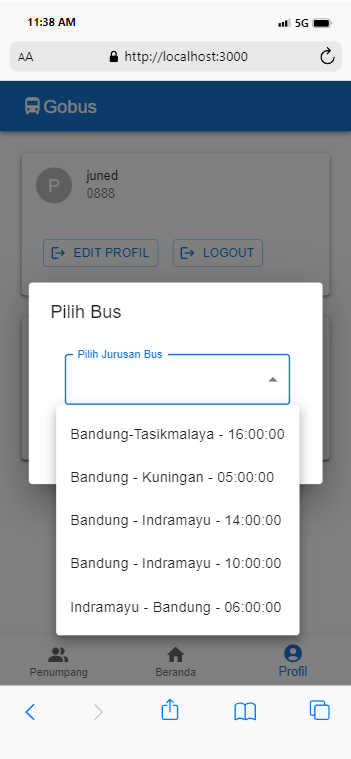 11:38 AM
5G
AA
http://localhost:3000
Gobus
P
juned
0888
EDIT PROFIL
LOGOUT
Pilih Bus
Pilih Jurusan Bus
Bandung-Tasikmalaya - 16:00:00
Bandung - Kuningan - 05:00:00
Bandung - Indramayu - 14:00:00
Bandung - Indramayu - 10:00:00
Indramayu - Bandung - 06:00:00
Penumpang
Beranda
Profil